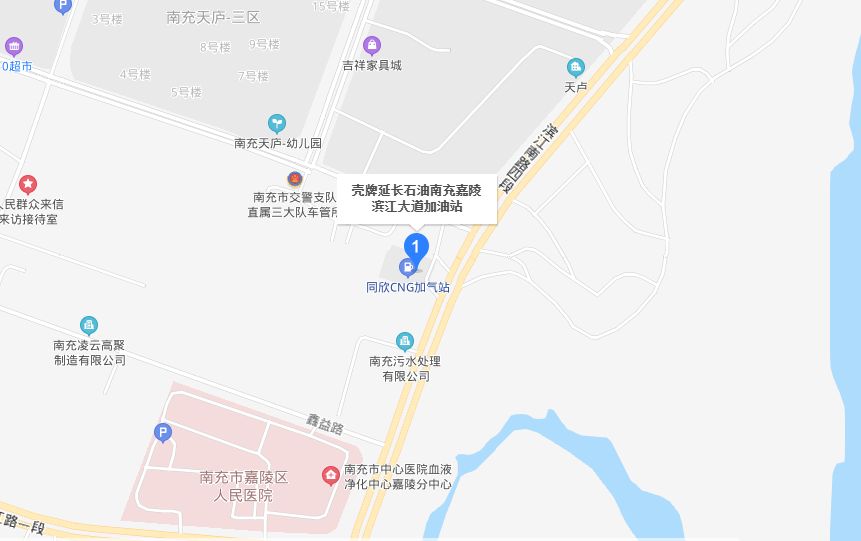 15号楼
南充天庐-三区
3号楼
8号楼
9号楼
4号楼
7号楼
5号楼
P
0超市
吉祥家具城
天卢
滨江南路四段
南充天庐-幼儿园
南充市交警支队
直属三大队车管所
人民群众来信
来访接待室
壳牌延长石油南充嘉陵
滨江大道加油站
1
同欣CNG加气站
南充凌云高聚
制造有限公司
南充污水处理
有限公司
鑫益路
P
南充市嘉陵区
人民医院
南充市中心医院血液
净化中心嘉陵分中心
江路一段